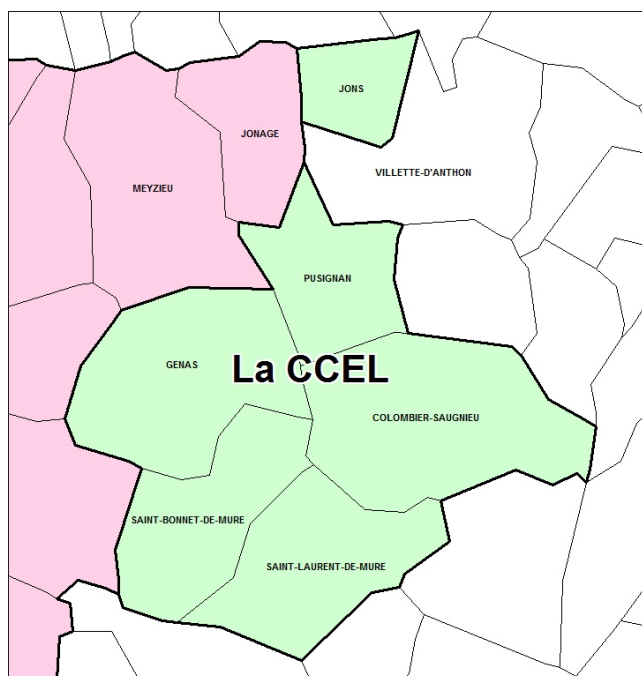 JONS
JONAGE
VILLETTE-D'ANTHON
MEYZIEU
PUSIGNAN
GENAS
La CCEL
COLOMBIER-SAUGNIEU
SAINT-BONNET-DE-MURE
SAINT-LAURENT-DE-MURE